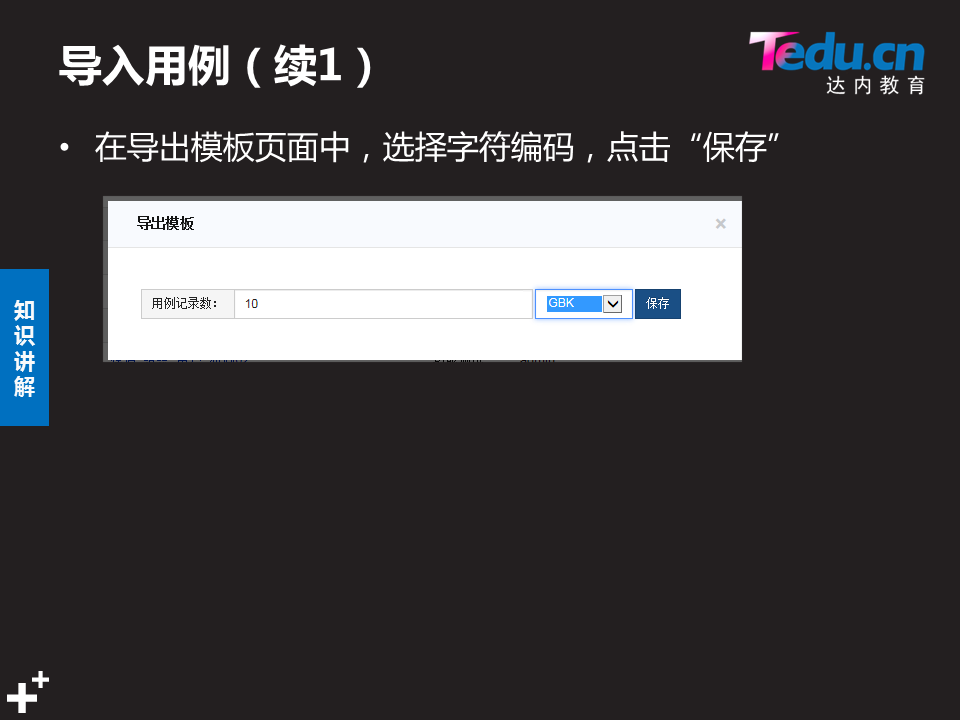 导入用例（续1）
Tedu.cn
达内教育
• 在导出模板页面中，选择字符编码，点击“保存”
导出模板
×
用例记录数： 10 GBK 保存
知识讲解